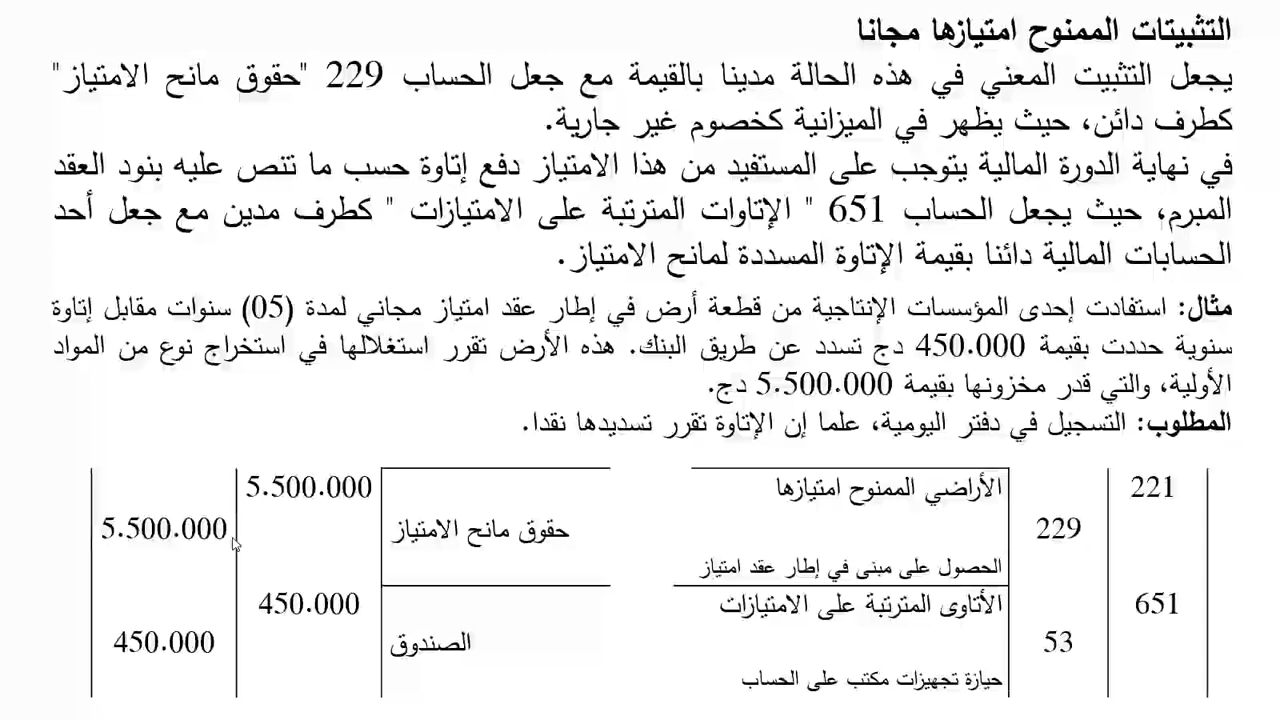 التثبيتات الممنوح امتيازها مجانا
يجعل التثبيت المعني في هذه الحالة مدينا بالقيمة مع جعل الحساب 229 "حقوق مانح الامتياز"
كطرف دائن، حيث يظهر في الميزانية كخصوم غير جارية.
في نهاية الدورة المالية يتوجب على المستفيد من هذا الامتياز دفع إتاوة حسب ما تنص عليه بنود العقد
المبرم، حيث يجعل الحساب 651 " الإتاوات المترتبة على الامتيازات " كطرف مدين مع جعل أحد
الحسابات المالية دائنا بقيمة الإتاوة المسددة لمانح الامتياز.
مثال: استفادت إحدى المؤسسات الإنتاجية من قطعة أرض في إطار عقد امتياز مجاني لمدة (05) سنوات مقابل إتاوة
سنوية حددت بقيمة 450.000 دج تسدد عن طريق البنك. هذه الأرض تقرر استغلالها في استخراج نوع من المواد
الأولية، والتي قدر مخزونها بقيمة 5.500.000 دج.
المطلوب: التسجيل في دفتر اليومية، علما إن الإتاوة تقرر تسديدها نقدا.
221 الأراضي الممنوح امتيازها 5.500.000
229 حقوق مانح الامتياز 5.500.000
الحصول على مبنى في إطار عقد امتياز
651 الأتاوى المترتبة على الامتيازات 450.000
53 الصندوق 450.000
حيازة تجهيزات مكتب على الحساب